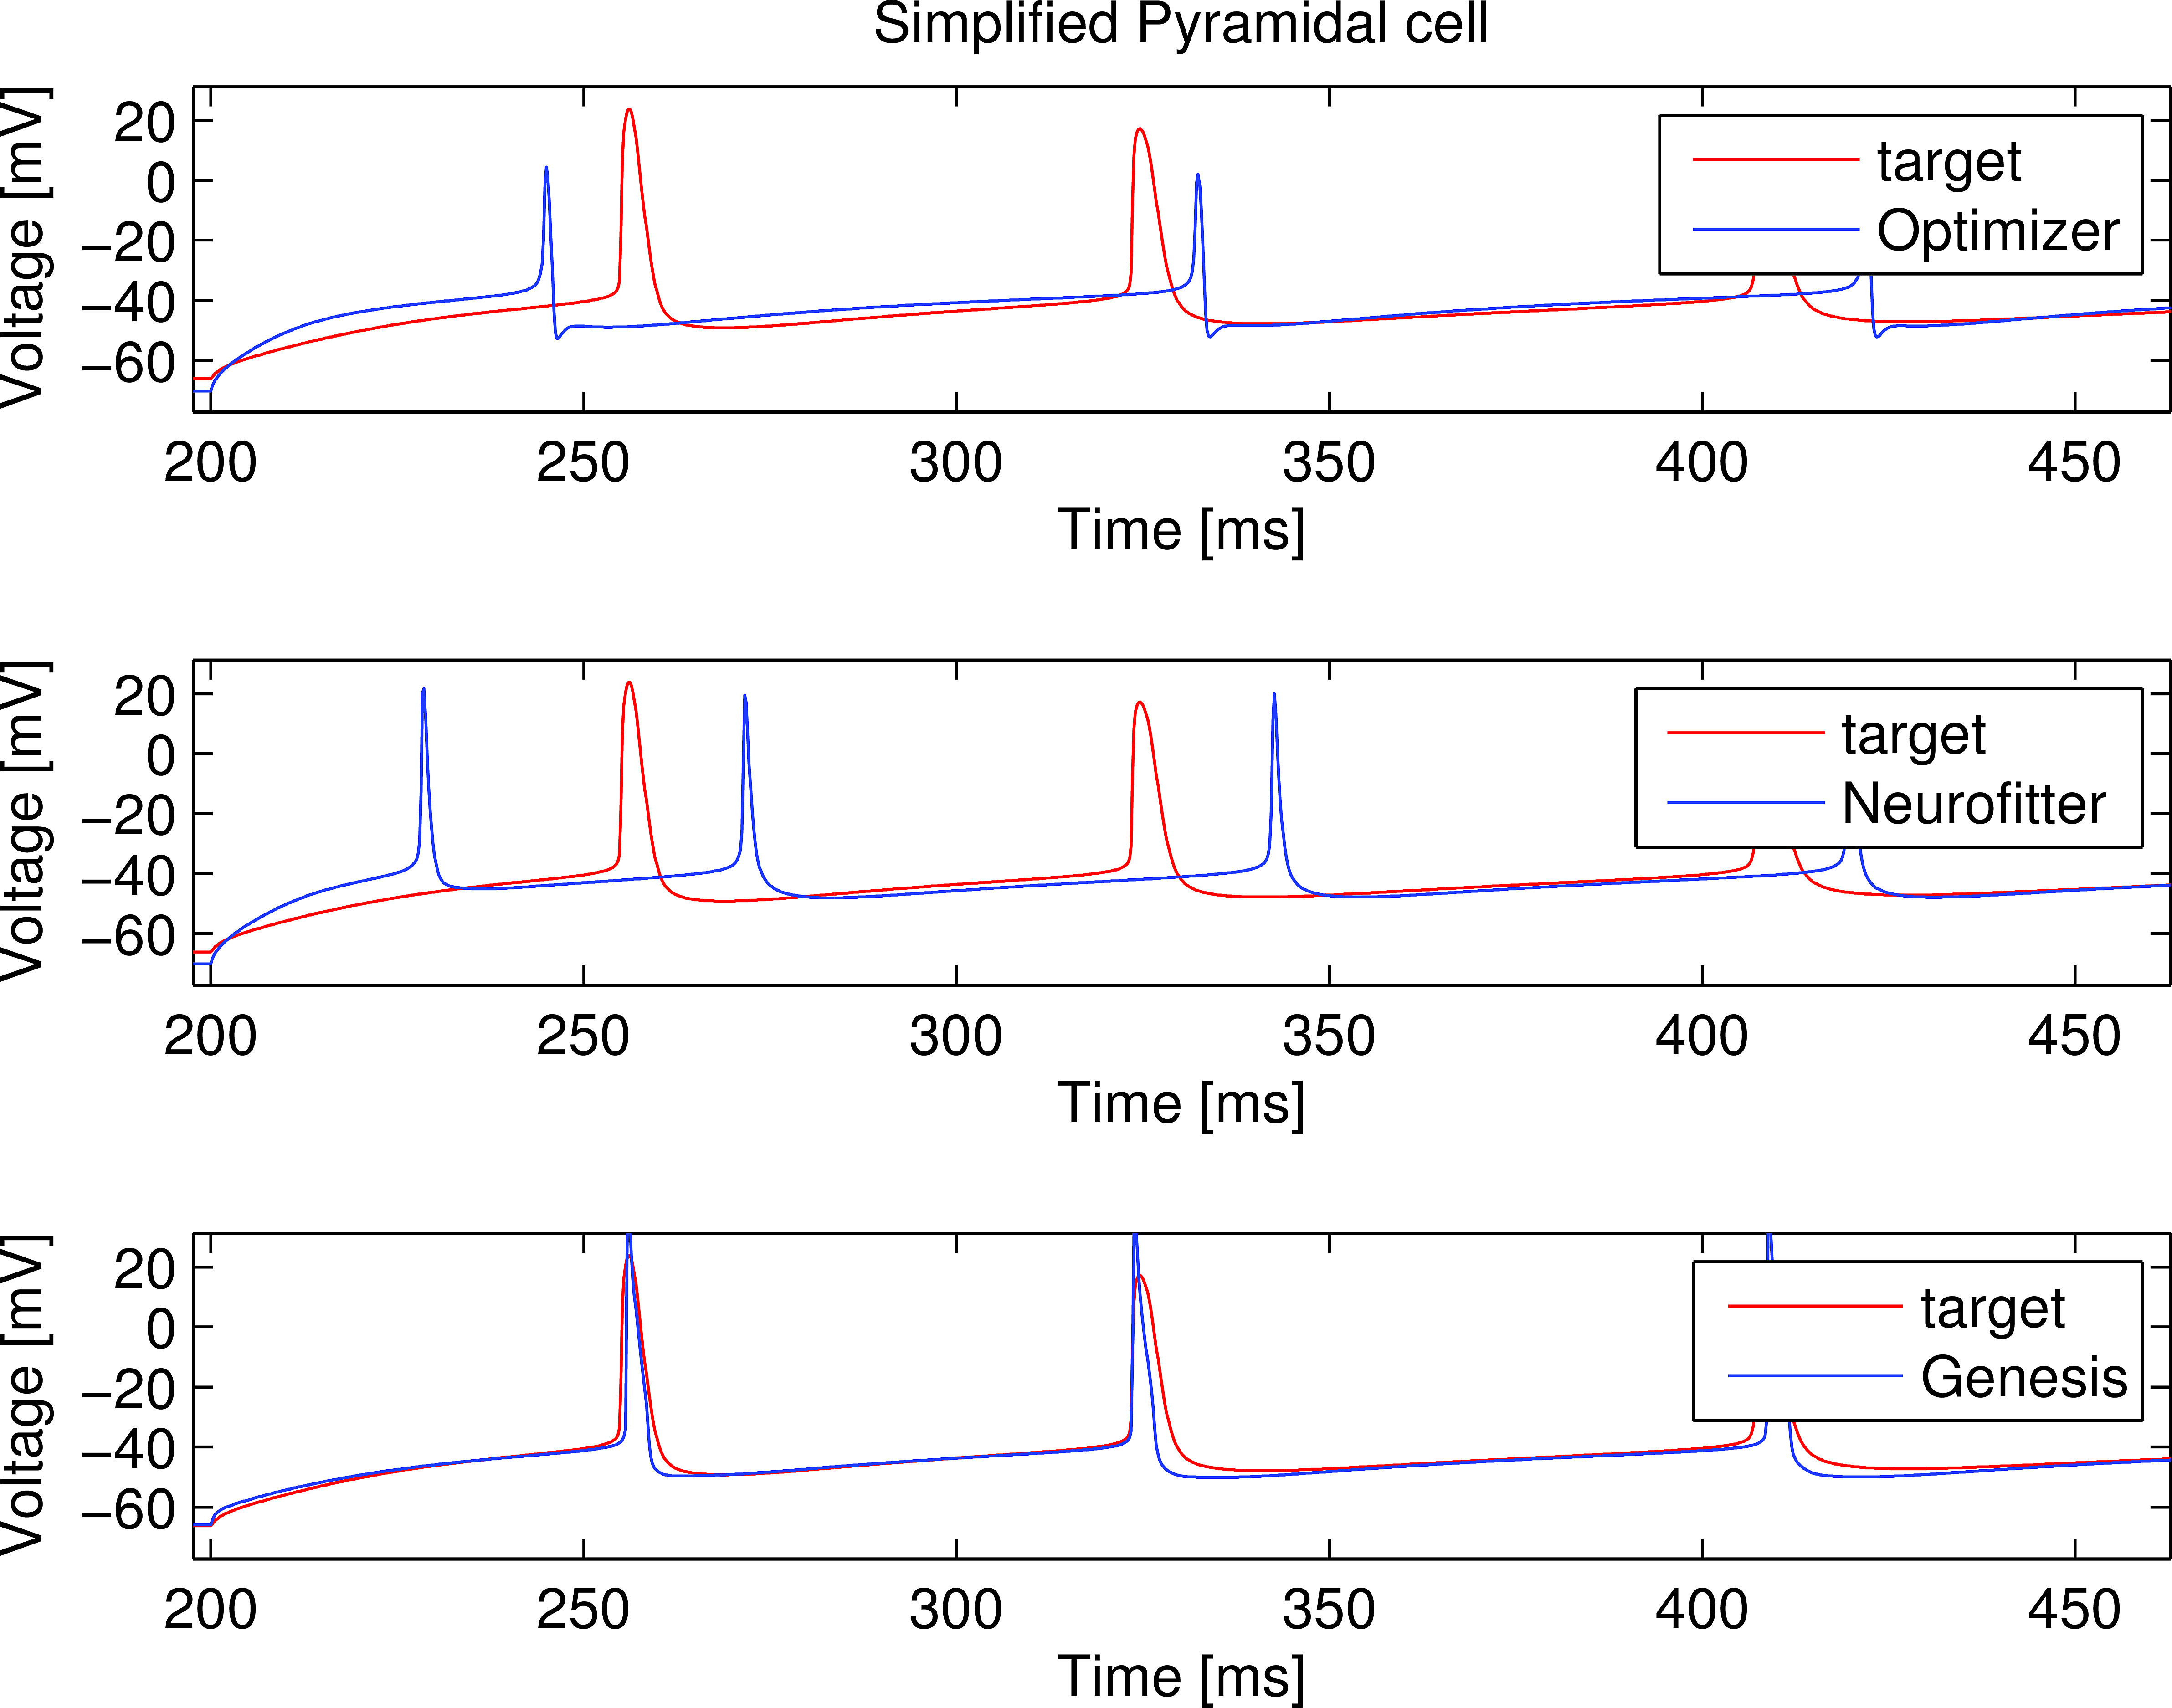 Simplified Pyramidal cell
Voltage [mV]
20
0
−20
−40
−60
target
Optimizer
200 250 300 350 400 450
Time [ms]
Voltage [mV]
20
0
−20
−40
−60
target
Neurofitter
200 250 300 350 400 450
Time [ms]
Voltage [mV]
20
0
−20
−40
−60
target
Genesis
200 250 300 350 400 450
Time [ms]